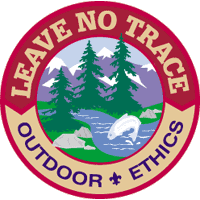 LEAVE NO TRACE
OUTDOOR ⚜ ETHICS